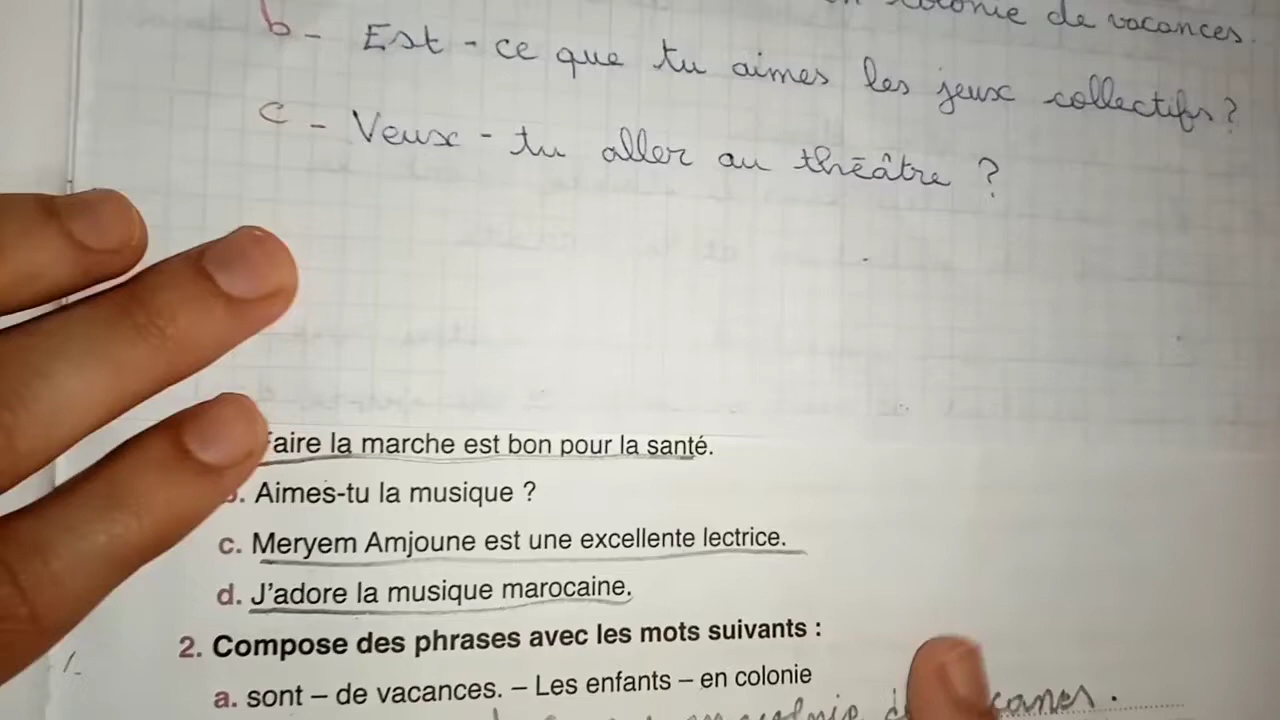 colonie de vacances.
b- Est-ce que tu aimes les jeux collectifs ?
c- Veux-tu aller au théâtre ?
Faire la marche est bon pour la santé.
b. Aimes-tu la musique ?
c. Meryem Amjoune est une excellente lectrice.
d. J'adore la musique marocaine.
2. Compose des phrases avec les mots suivants :
a. sont – de vacances. – Les enfants – en colonie